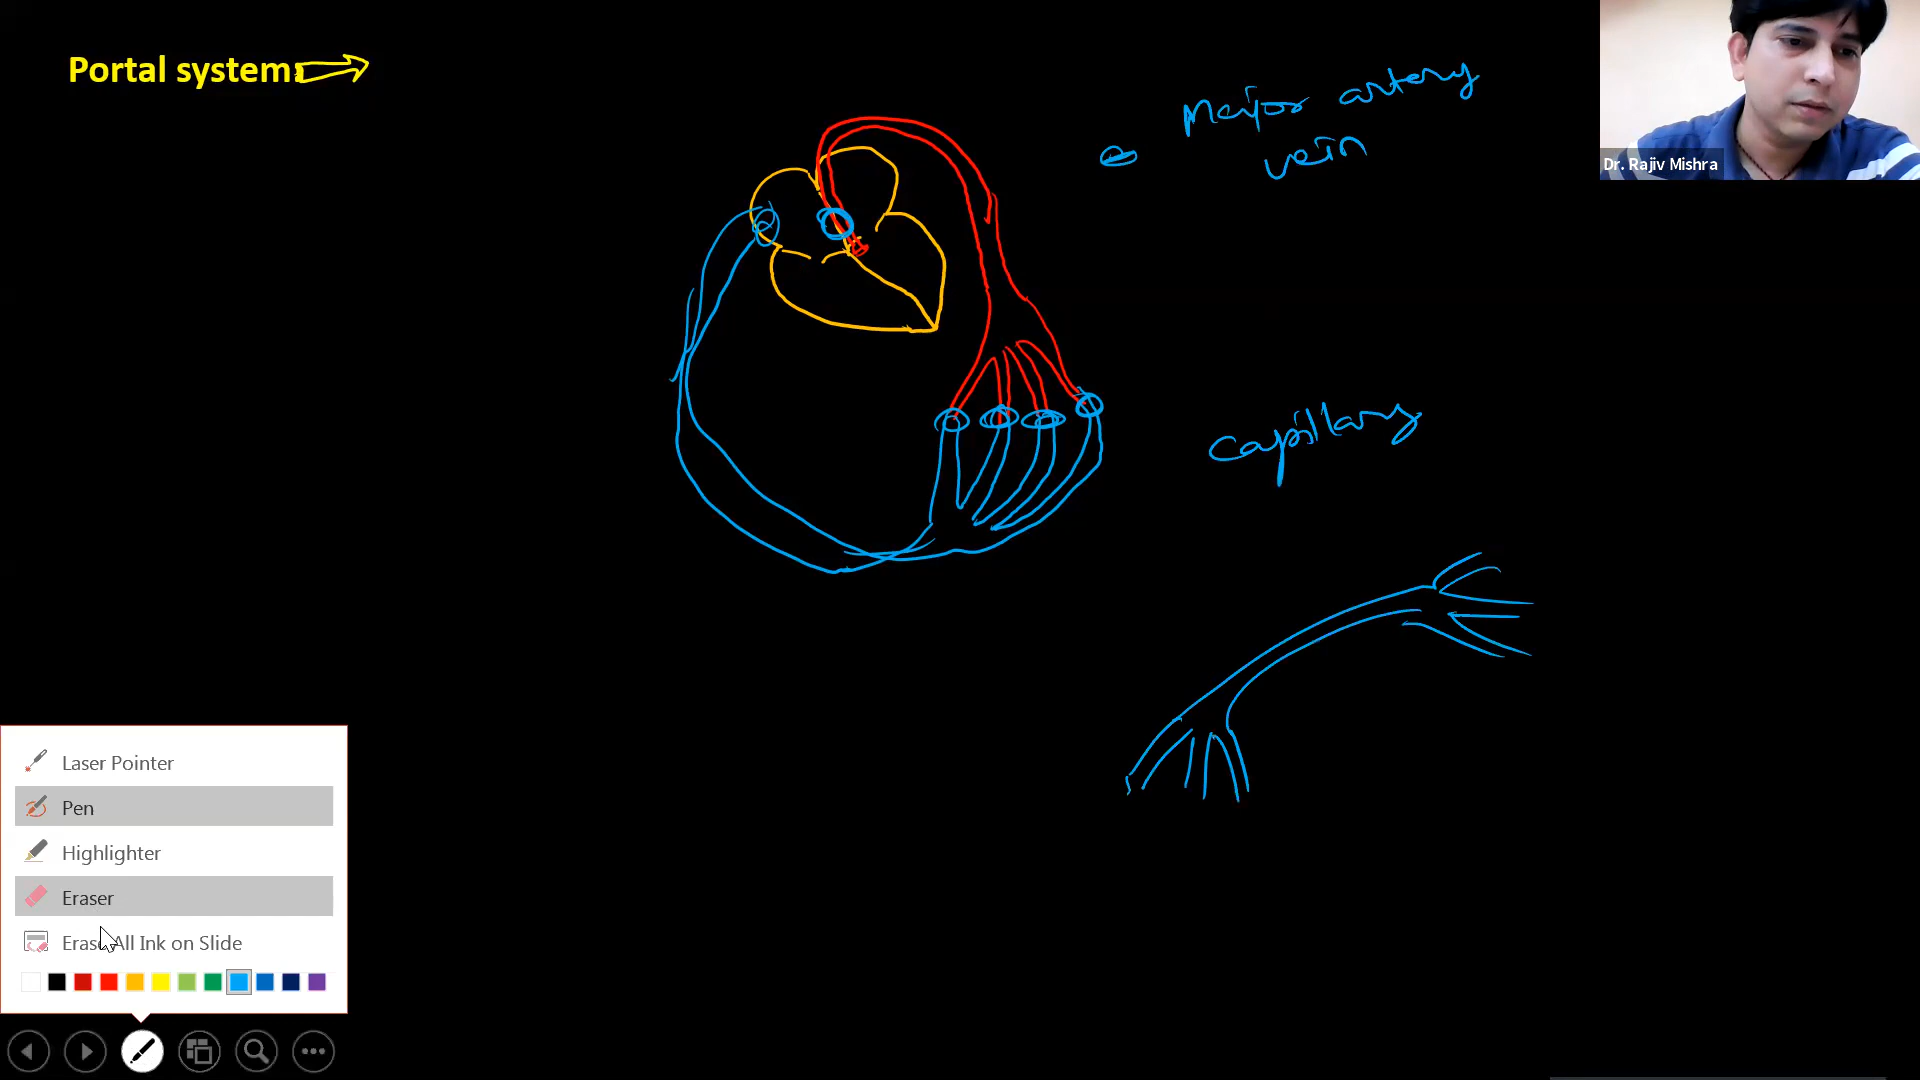 Portal system
Major artery
vein
Dr. Rajiv Mishra
Capillary
Laser Pointer
Pen
Highlighter
Eraser
Erase All Ink on Slide